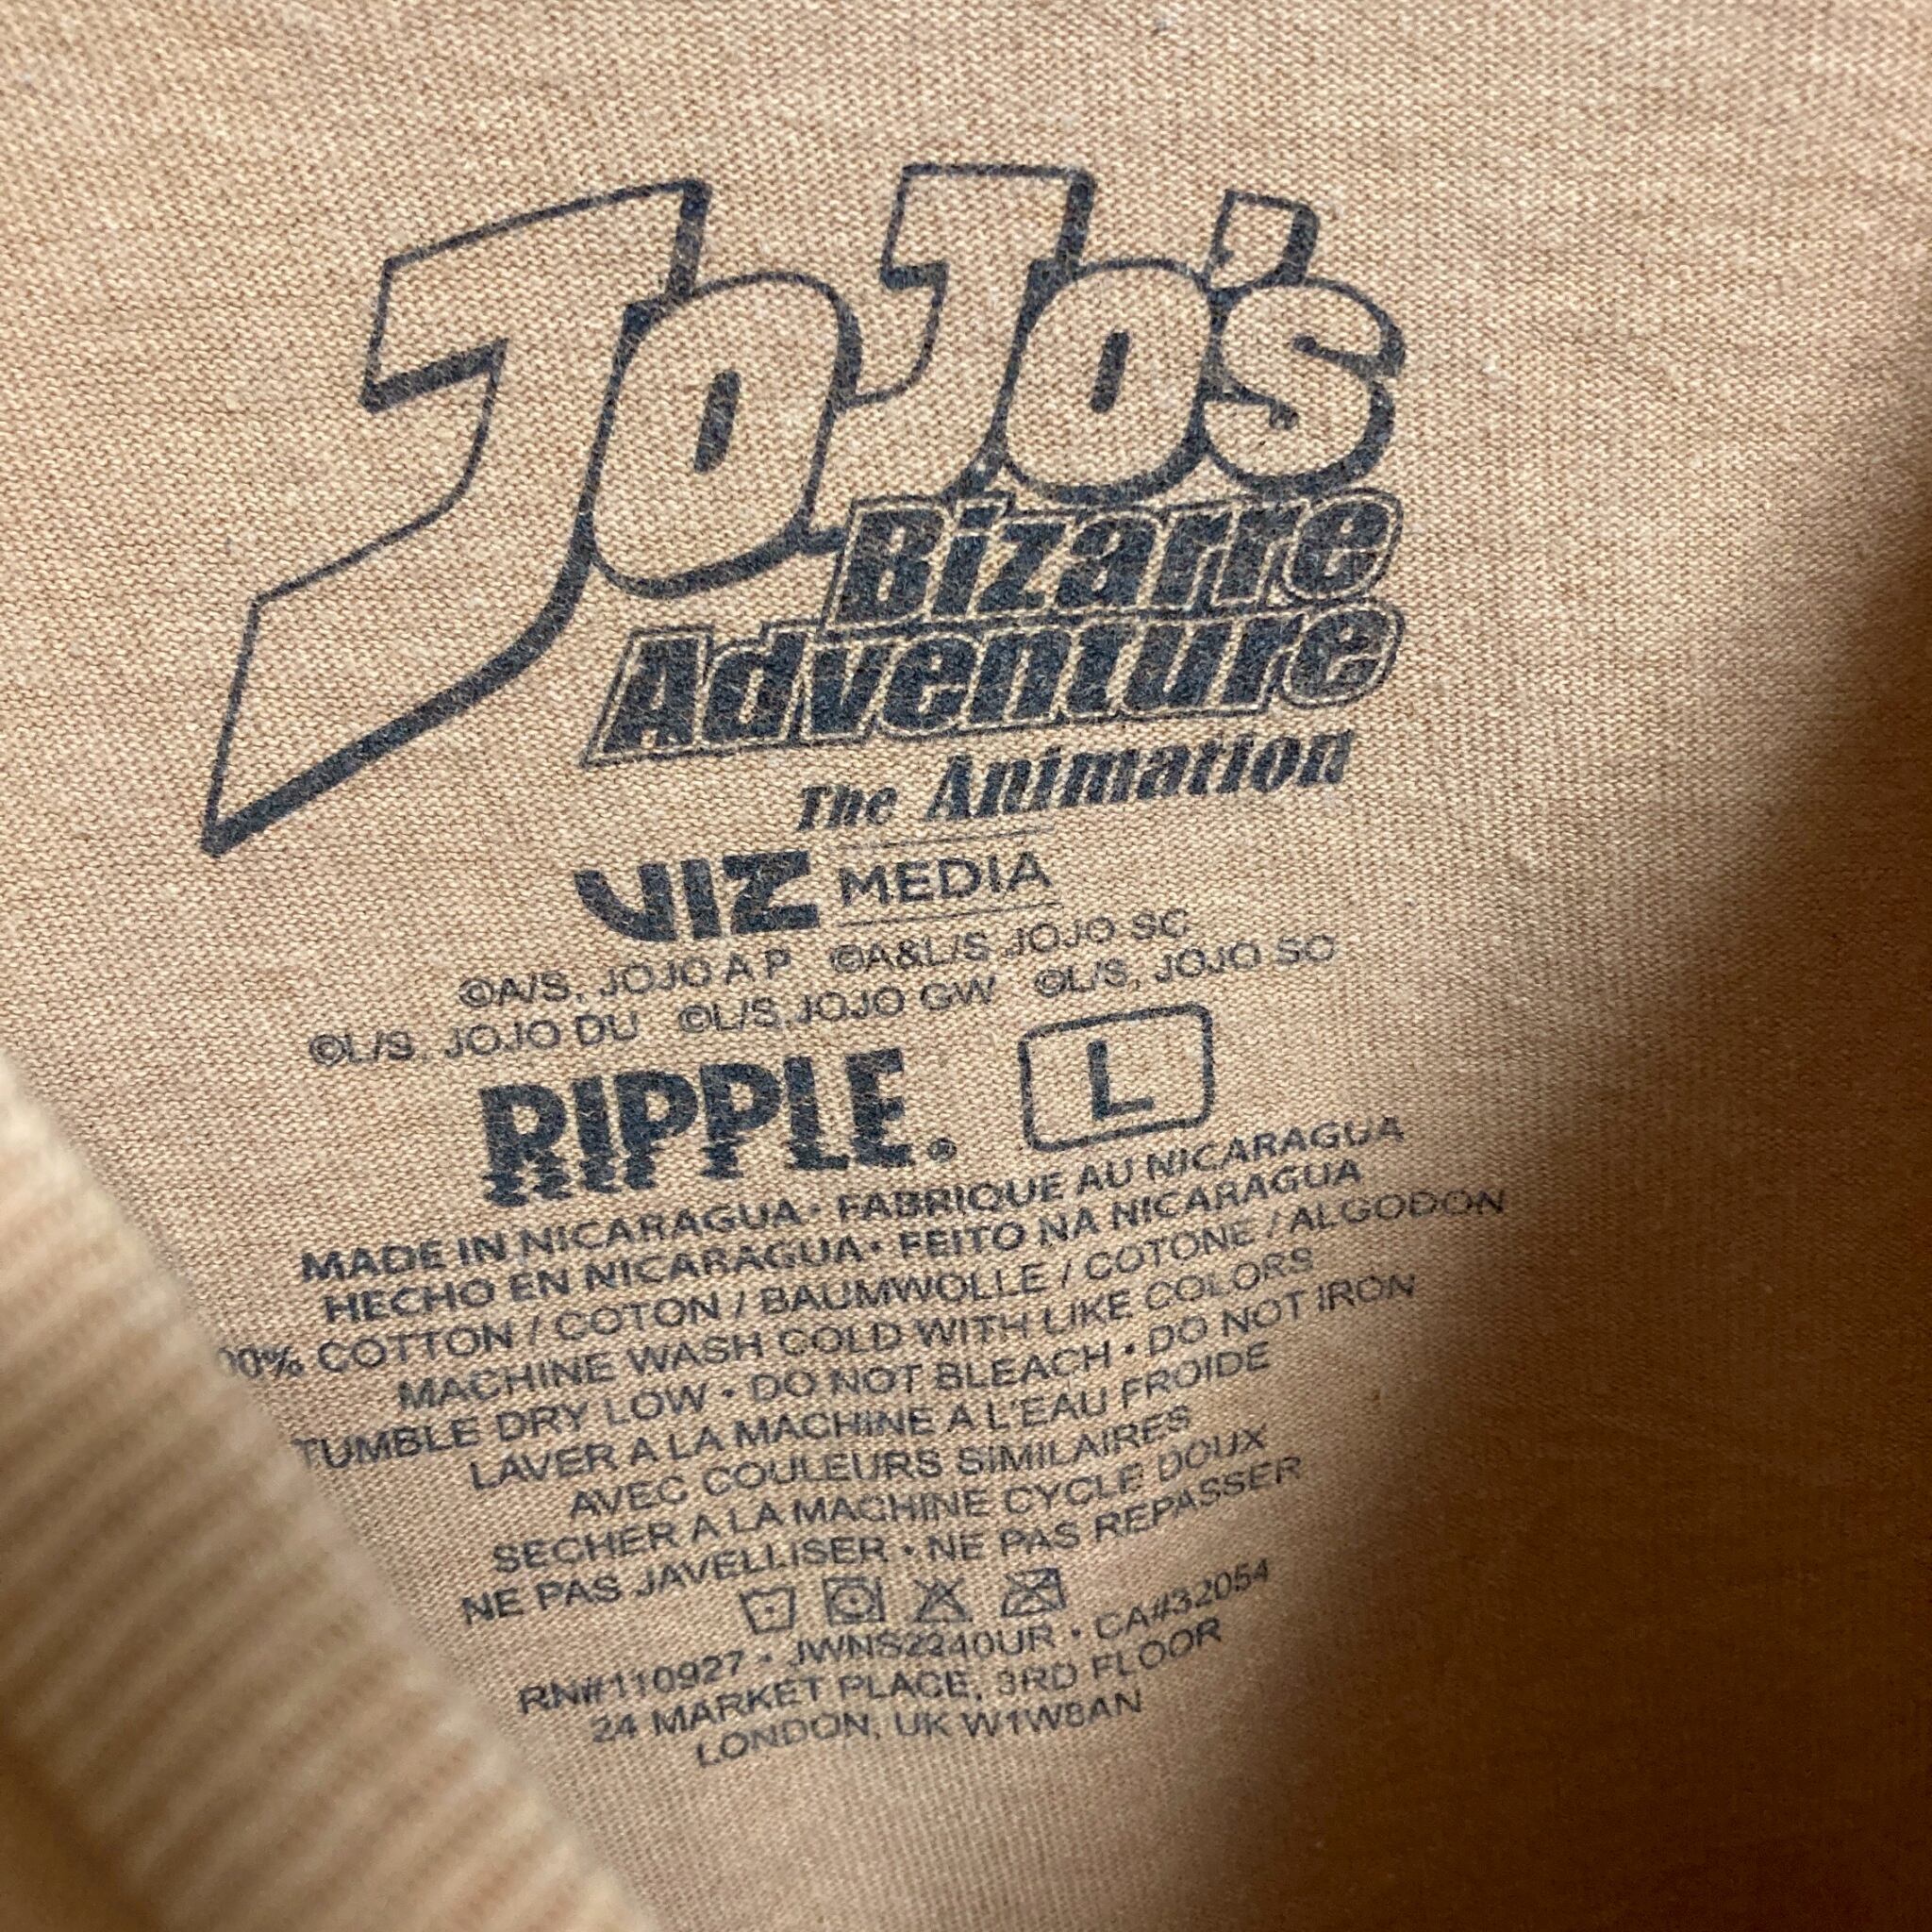 JoJo's
Bizarre
Adventure
The Animation
VIZ MEDIA
©A/S, JOJO A P ©A&L/S JOJO SC
©L/S, JOJO DU ©L/S,JOJO GW ©L/S, JOJO SO
RIPPLE® L
MADE IN NICARAGUA • FABRIQUE AU NICARAGUA
HECHO EN NICARAGUA • FEITO NA NICARAGUA
00% COTTON / COTON / BAUMWOLLE / COTONE / ALGODON
MACHINE WASH COLD WITH LIKE COLORS
TUMBLE DRY LOW • DO NOT BLEACH • DO NOT IRON
LAVER A LA MACHINE A L'EAU FROIDE
AVEC COULEURS SIMILAIRES
SECHER A LA MACHINE CYCLE DOUX
NE PAS JAVELLISER • NE PAS REPASSER
RN#110927 • JWNS2240UR • CA#32054
24 MARKET PLACE, 3RD FLOOR
LONDON, UK W1W8AN